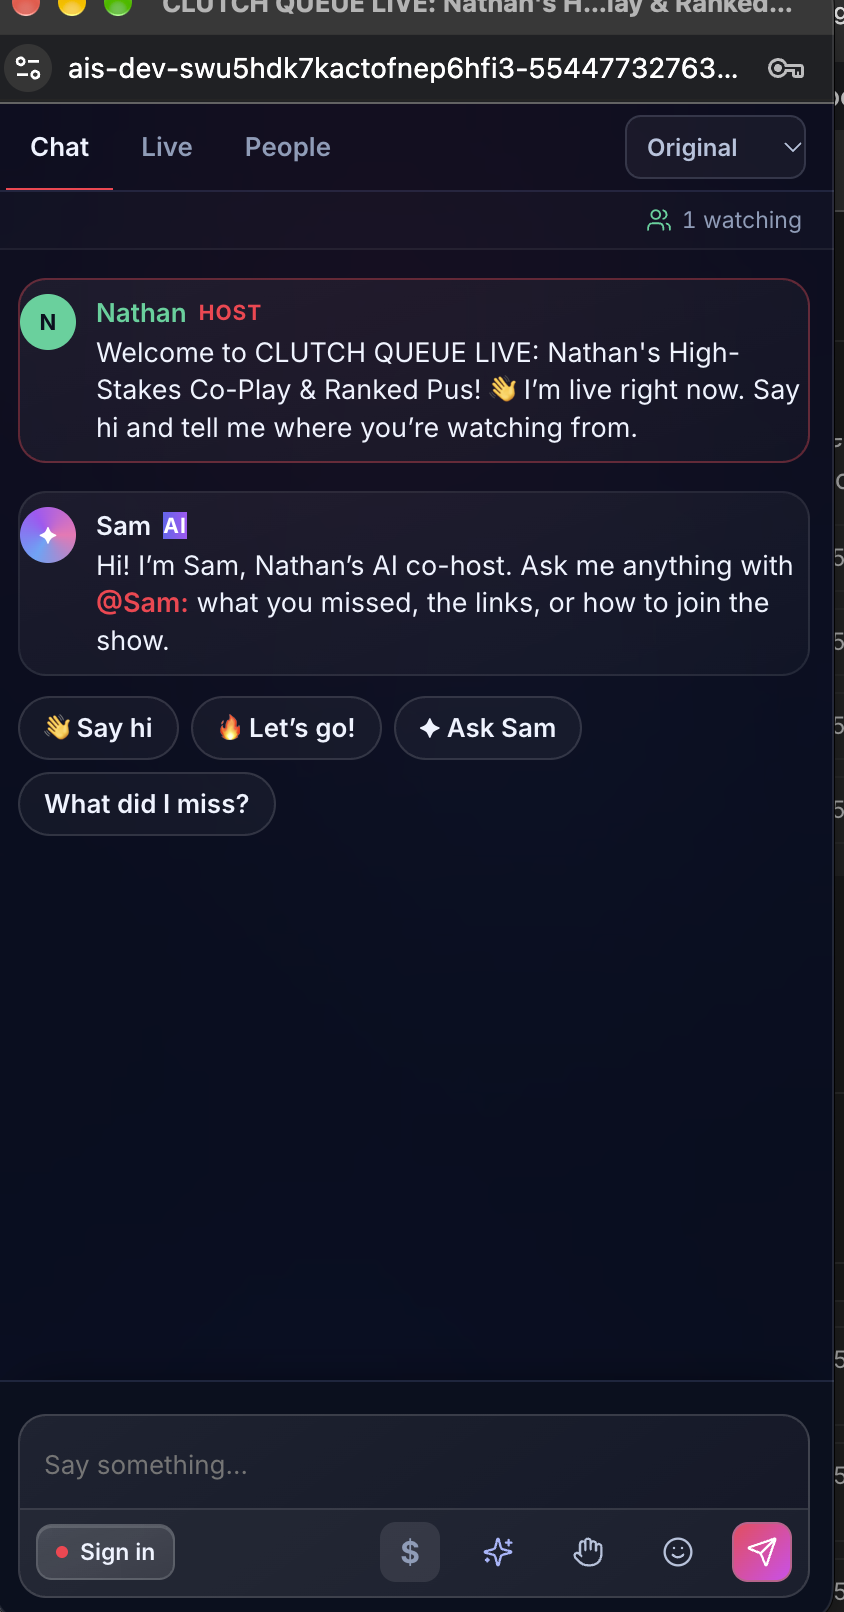 CLUTCH QUEUE LIVE: Nathan's H...lay & Ranked...
ais-dev-swu5hdk7kactofnep6hfi3-55447732763...
Chat Live People Original
1 watching
N Nathan HOST
Welcome to CLUTCH QUEUE LIVE: Nathan's High-
Stakes Co-Play & Ranked Pus! 👋 I’m live right now. Say
hi and tell me where you’re watching from.
Sam AI
Hi! I’m Sam, Nathan’s AI co-host. Ask me anything with
@Sam: what you missed, the links, or how to join the
show.
👋 Say hi 🔥 Let’s go! ✦ Ask Sam
What did I miss?
Say something...
Sign in $